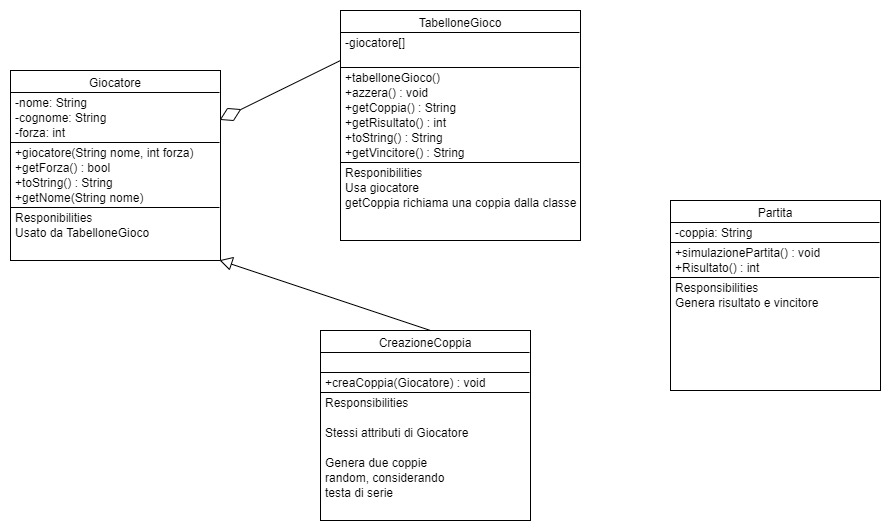 TabelloneGioco
-giocatore[]
+tabelloneGioco()
+azzera() : void
+getCoppia() : String
+getRisultato() : int
+toString() : String
+getVincitore() : String
Responibilities
Usa giocatore
getCoppia richiama una coppia dalla classe
Giocatore
-nome: String
-cognome: String
-forza: int
+giocatore(String nome, int forza)
+getForza() : bool
+toString() : String
+getNome(String nome)
Responibilities
Usato da TabelloneGioco
Partita
-coppia: String
+simulazionePartita() : void
+Risultato() : int
Responsibilities
Genera risultato e vincitore
CreazioneCoppia
+creaCoppia(Giocatore) : void
Responsibilities
Stessi attributi di Giocatore
Genera due coppie
random, considerando
testa di serie